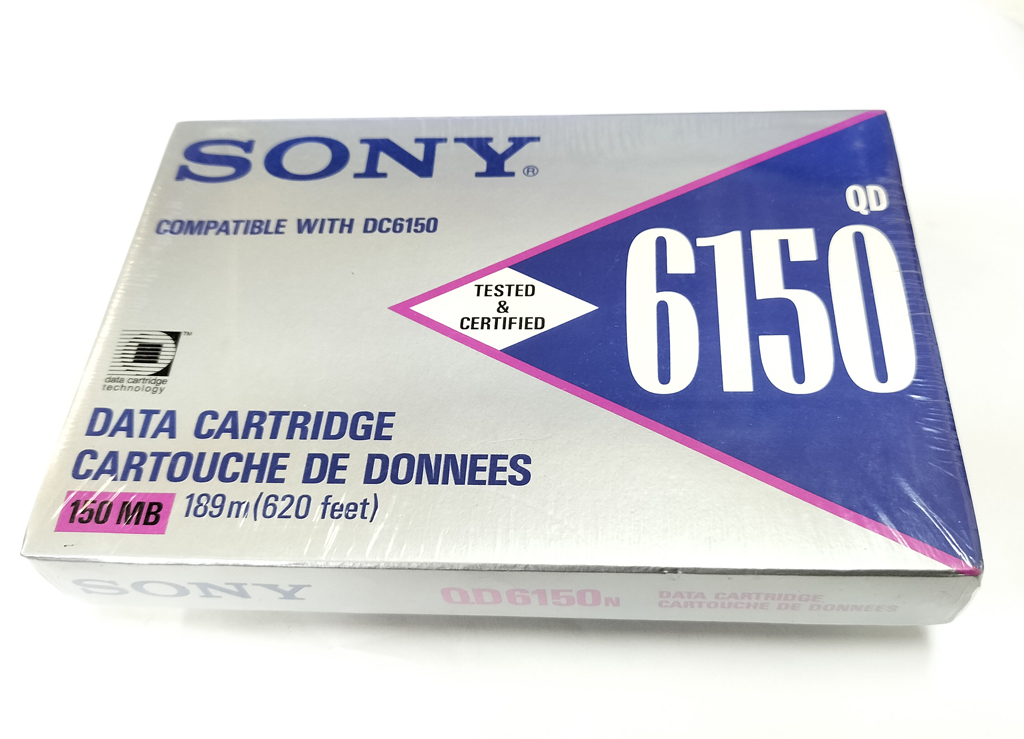 SONY®
COMPATIBLE WITH DC6150
QD
6150
TESTED
&
CERTIFIED
D™
data cartridge
technology
DATA CARTRIDGE
CARTOUCHE DE DONNEES
150 MB 189m(620 feet)
SONY QD6150N DATA CARTRIDGE
CARTOUCHE DE DONNEES